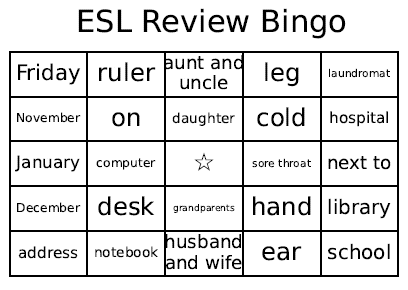 ESL Review Bingo
Friday ruler aunt and uncle leg laundromat
November on daughter cold hospital
January computer ☆ sore throat next to
December desk grandparents hand library
address notebook husband and wife ear school